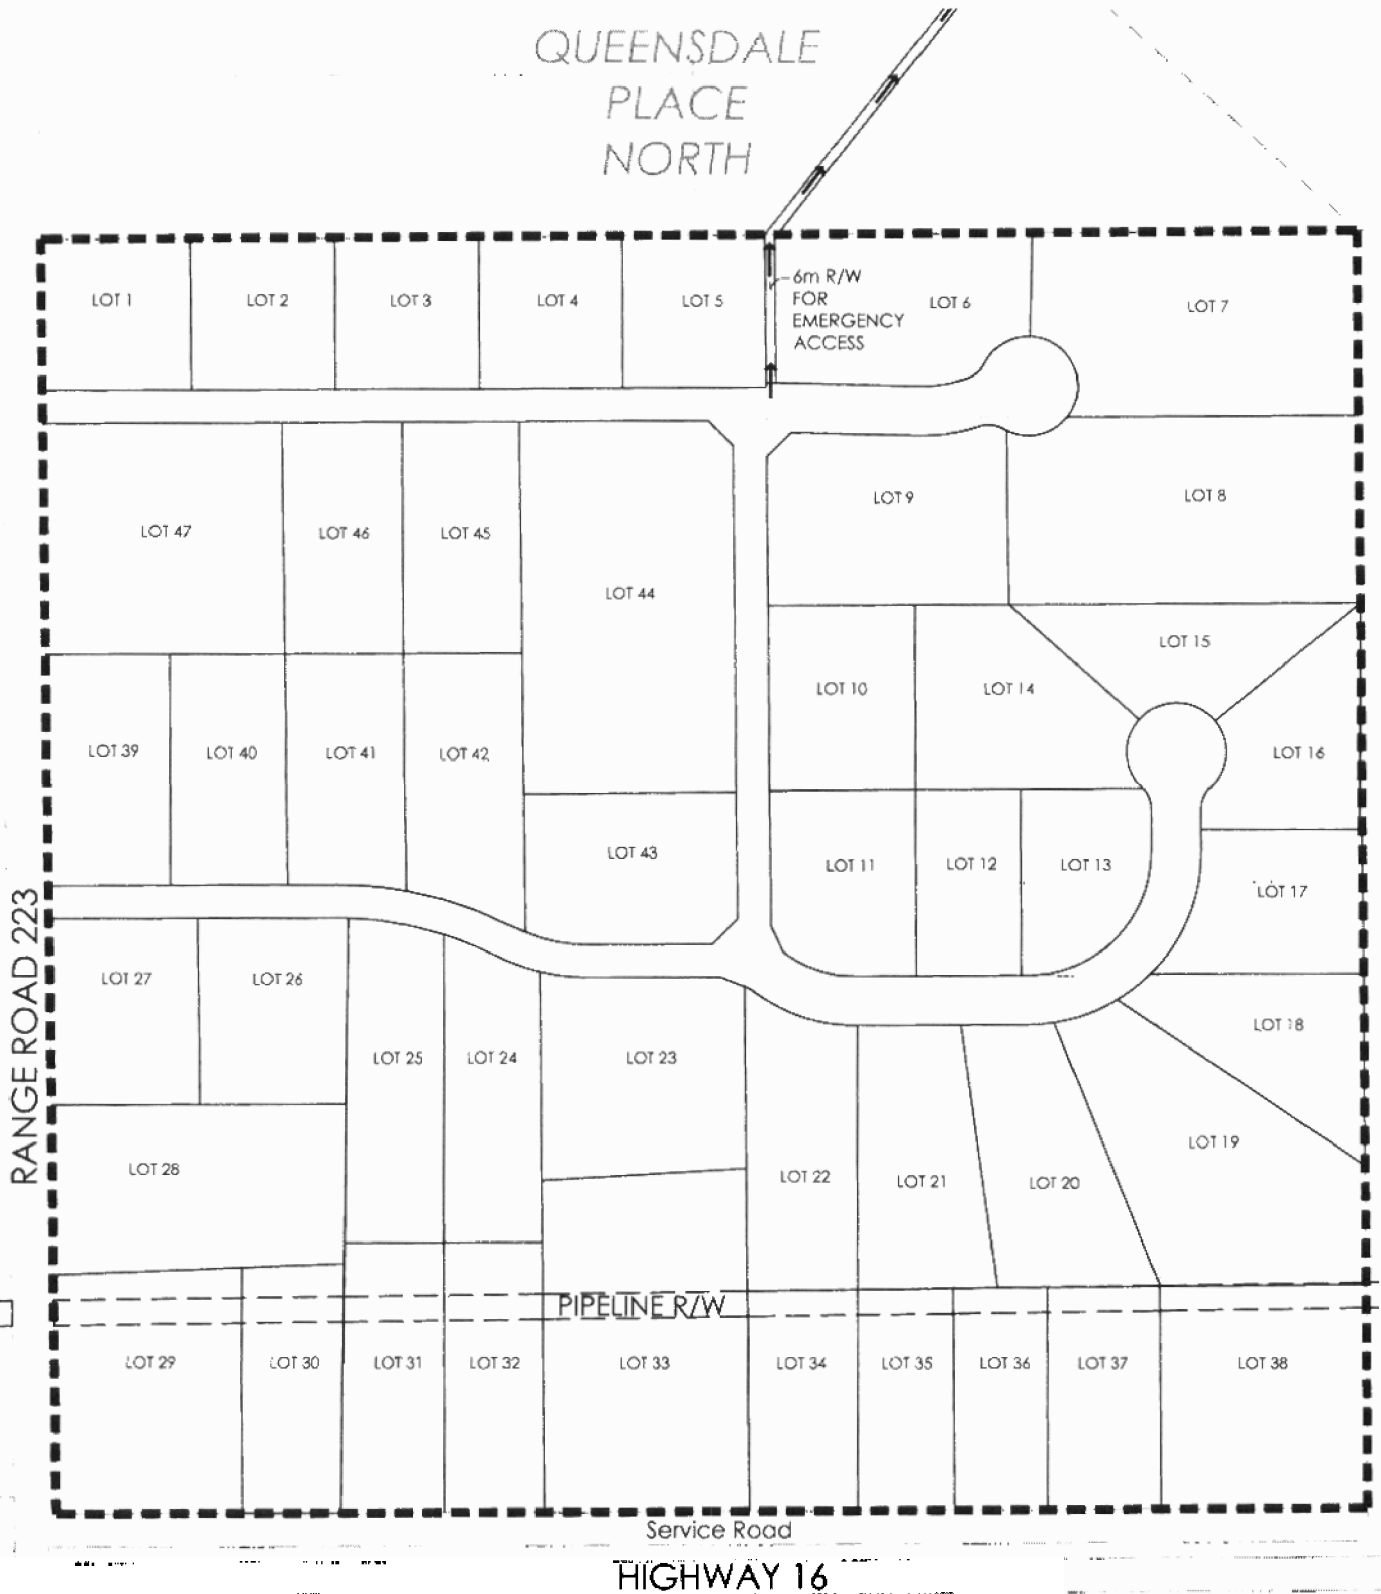 QUEENSDALE
PLACE
NORTH
6m R/W
FOR
EMERGENCY
ACCESS
LOT 1
LOT 2
LOT 3
LOT 4
LOT 5
LOT 6
LOT 7
LOT 47
LOT 46
LOT 45
LOT 44
LOT 9
LOT 8
LOT 15
LOT 10
LOT 14
LOT 39
LOT 40
LOT 41
LOT 42
LOT 16
LOT 43
LOT 11
LOT 12
LOT 13
LOT 17
RANGE ROAD 223
LOT 27
LOT 26
LOT 25
LOT 24
LOT 23
LOT 18
LOT 28
LOT 22
LOT 21
LOT 20
LOT 19
PIPELINE R/W
LOT 29
LOT 30
LOT 31
LOT 32
LOT 33
LOT 34
LOT 35
LOT 36
LOT 37
LOT 38
Service Road
HIGHWAY 16